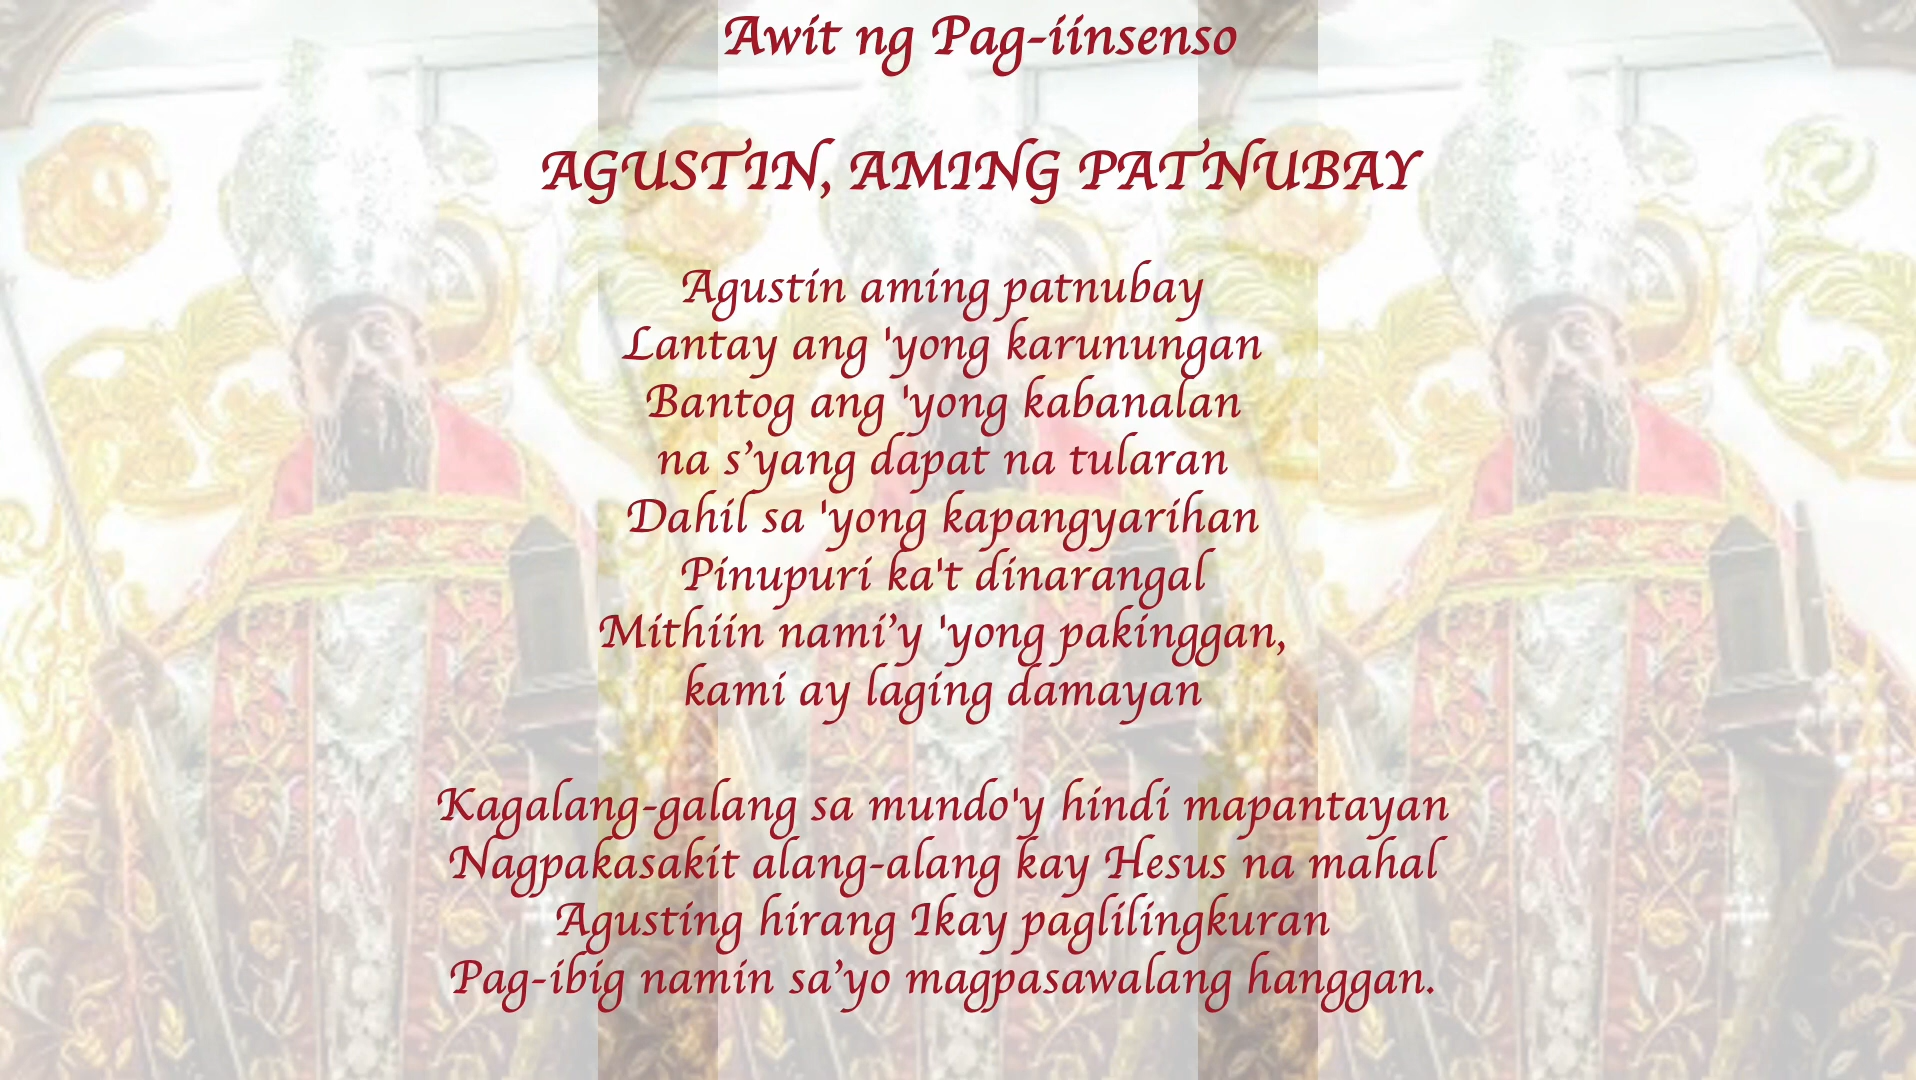 Awit ng Pag-iinsenso
AGUSTIN, AMING PATNUBAY
Agustin aming patnubay
Lantay ang 'yong karunungan
Bantog ang 'yong kabanalan
na s’yang dapat na tularan
Dahil sa 'yong kapangyarihan
Pinupuri ka't dinarangal
Mithiin nami’y 'yong pakinggan,
kami ay laging damayan
Kagalang-galang sa mundo'y hindi mapantayan
Nagpakasakit alang-alang kay Hesus na mahal
Agusting hirang Ikay paglilingkuran
Pag-ibig namin sa’yo magpasawalang hanggan.